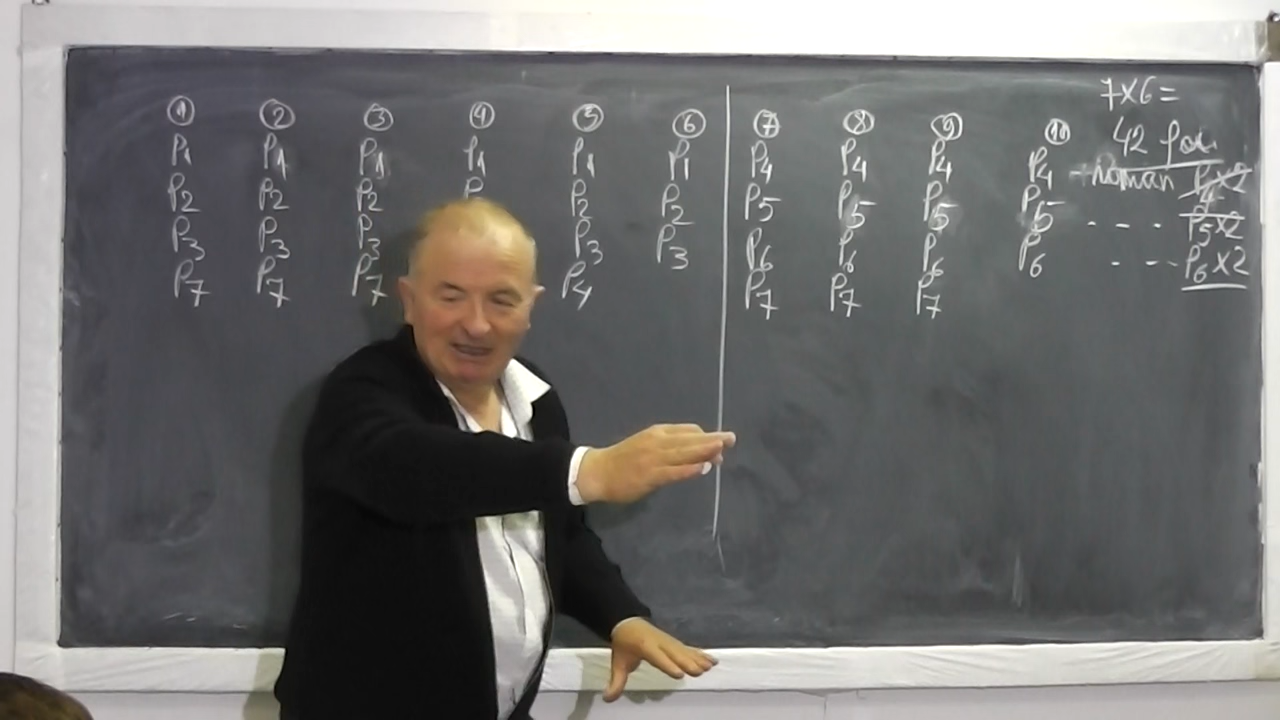 ① ② ③ ④ ⑤ ⑥ ⑦ ⑧ ⑨ ⑩ 7x6=
P1 P1 P1 P1 P1 P1 P4 P4 P4 P4 42
P2 P2 P2 P2 P2 P5 P5 P5 P5 P4x2
P3 P3 P3 P3 P3 P6 P6 P6 P6 - - - - P5x2
P7 P7 P7 P4 P7 P7 P7 - - - P6x2